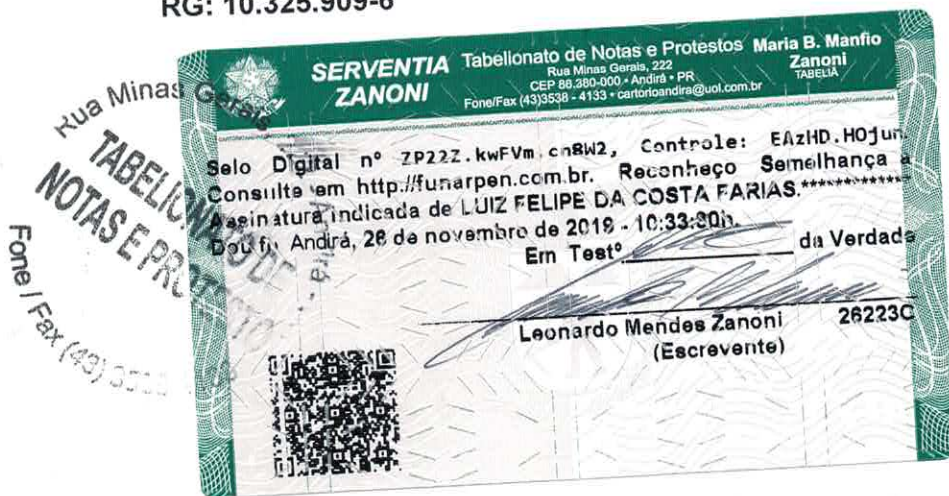 RG: 10.325.909-6
SERVENTIA ZANONI
Tabelionato de Notas e Protestos
Rua Minas Gerais, 222
CEP 86.380-000 • Andirá • PR
Fone/Fax (43)3538 - 4133 • cartorioandira@uol.com.br
Maria B. Manfio
Zanoni
TABELIÃ
Selo Digital nº ZP22Z.kwFVm.cn8W2, Controle: EAzHD.HOjun.
Consulte em http://funarpen.com.br. Reconheço Semelhança a
Assinatura indicada de LUIZ FELIPE DA COSTA FARIAS.*************
Dou fé. Andirá, 26 de novembro de 2019 - 10:33:30h.
Em Testº da Verdade
Leonardo Mendes Zanoni 26223C
(Escrevente)
Rua Minas Gerais,
TABELIONATO DE
NOTAS E PROTESTO
Fone / Fax (43)